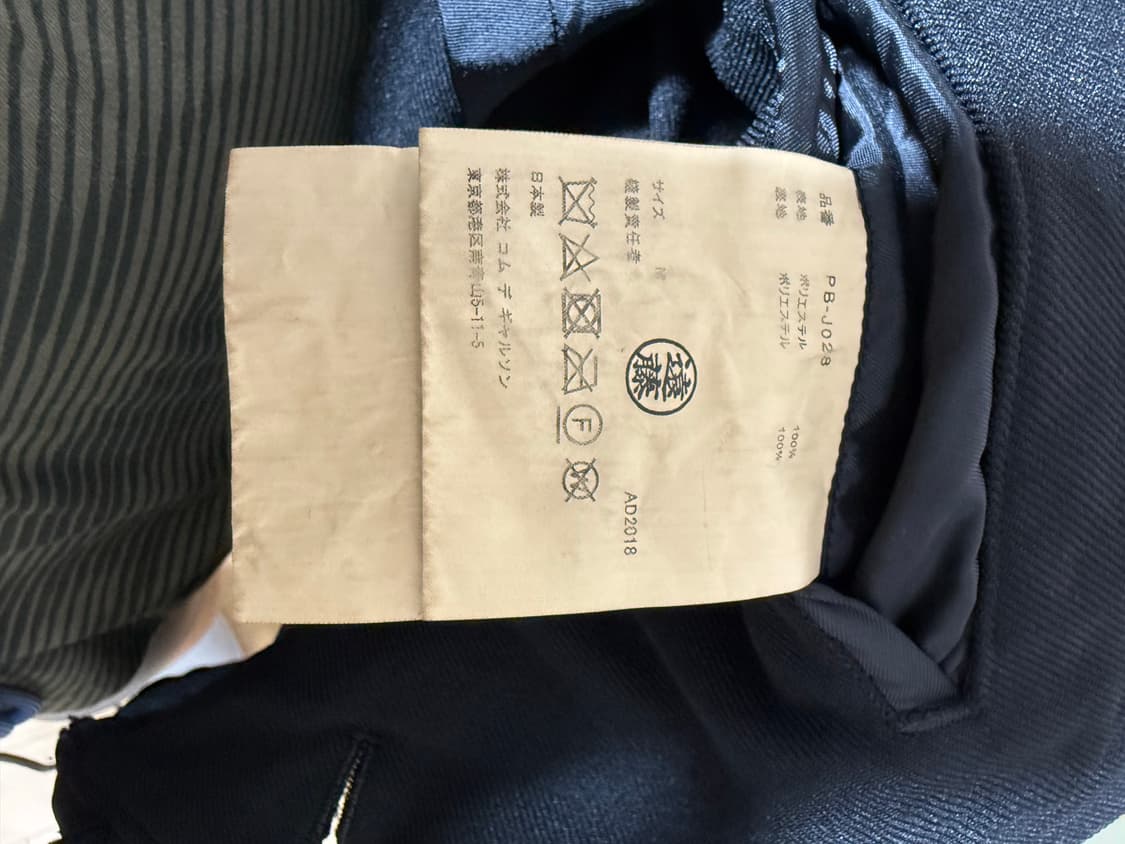 品番 PB-J028
表地 ポリエステル 100%
裏地 ポリエステル 100%
サイズ M
縫製責任者 遠藤 AD2018
F W
日本製
株式会社 コム デ ギャルソン
東京都港区南青山5-11-5